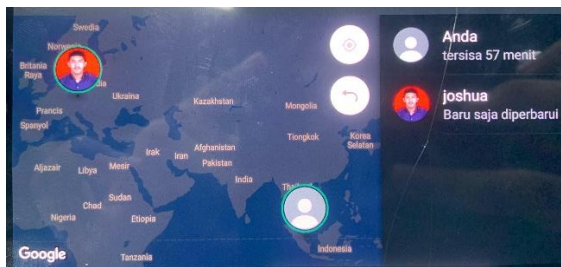 Anda
tersisa 57 menit
joshua
Baru saja diperbarui
Swedia
Britania
Raya
Ukraina
Prancis
Spanyol
Kazakhstan
Mongolia
Tiongkok
Korea
Selatan
Afghanistan
Pakistan
Irak
Iran
Aljazair
Libya
Mesir
India
Chad
Sudan
Nigeria
Etiopia
Indonesia
Tanzania
Google